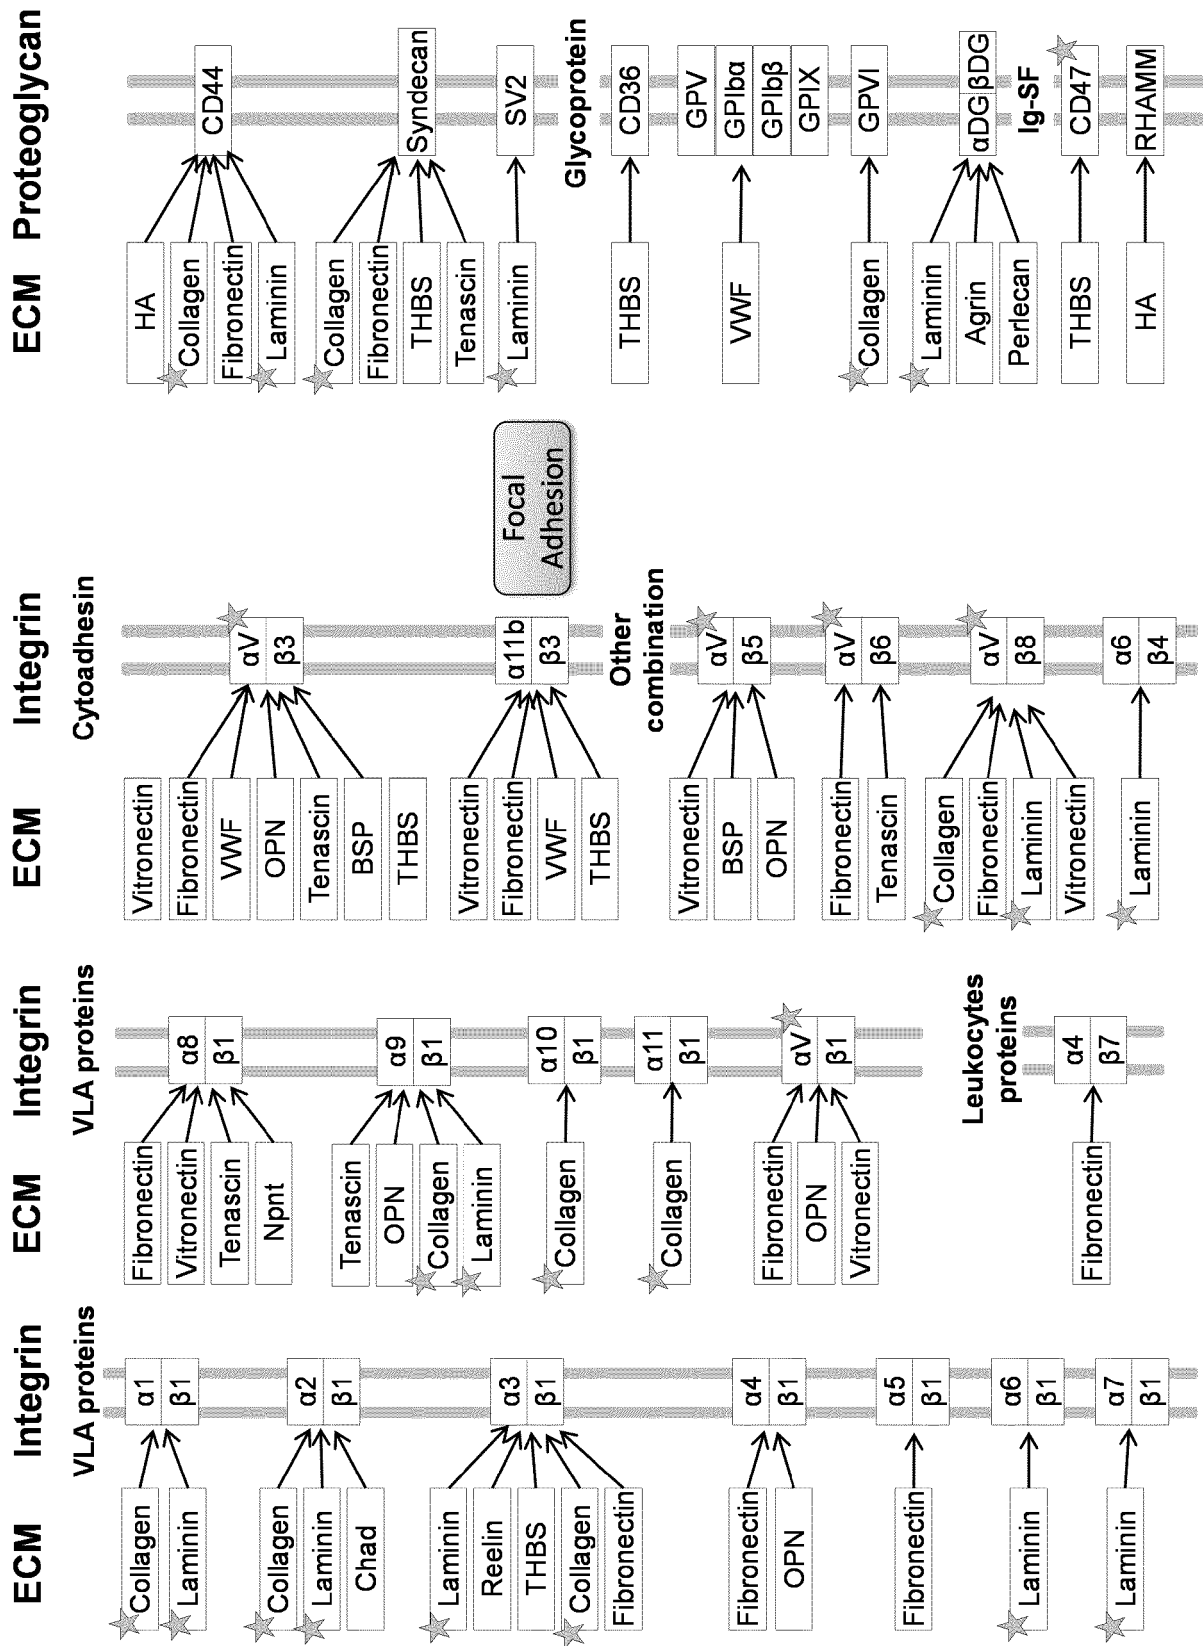 ECM Integrin
VLA proteins
Collagen
Laminin
α1
β1
Collagen
Laminin
Chad
α2
β1
Laminin
Reelin
THBS
Collagen
Fibronectin
α3
β1
Fibronectin
OPN
α4
β1
Fibronectin
α5
β1
Laminin
α6
β1
Laminin
α7
β1
ECM Integrin
VLA proteins
Fibronectin
Vitronectin
Tenascin
Npnt
α8
β1
Tenascin
OPN
Collagen
Laminin
α9
β1
Collagen
α10
β1
Collagen
α11
β1
Fibronectin
OPN
Vitronectin
αV
β1
Leukocytes
proteins
Fibronectin
α4
β7
ECM Integrin
Cytoadhesin
Vitronectin
Fibronectin
VWF
OPN
Tenascin
BSP
THBS
αV
β3
Vitronectin
Fibronectin
VWF
THBS
α11b
β3
Focal
Adhesion
Other
combination
Vitronectin
BSP
OPN
αV
β5
Fibronectin
Tenascin
αV
β6
Collagen
Fibronectin
Laminin
Vitronectin
αV
β8
Laminin
α6
β4
ECM Proteoglycan
HA
Collagen
Fibronectin
Laminin
CD44
Collagen
Fibronectin
THBS
Tenascin
Syndecan
Laminin
SV2
Glycoprotein
THBS
CD36
VWF
GPV
GPIbα
GPIbβ
GPIX
Collagen
GPVI
Laminin
Agrin
Perlecan
αDG βDG
Ig-SF
THBS
CD47
HA
RHAMM